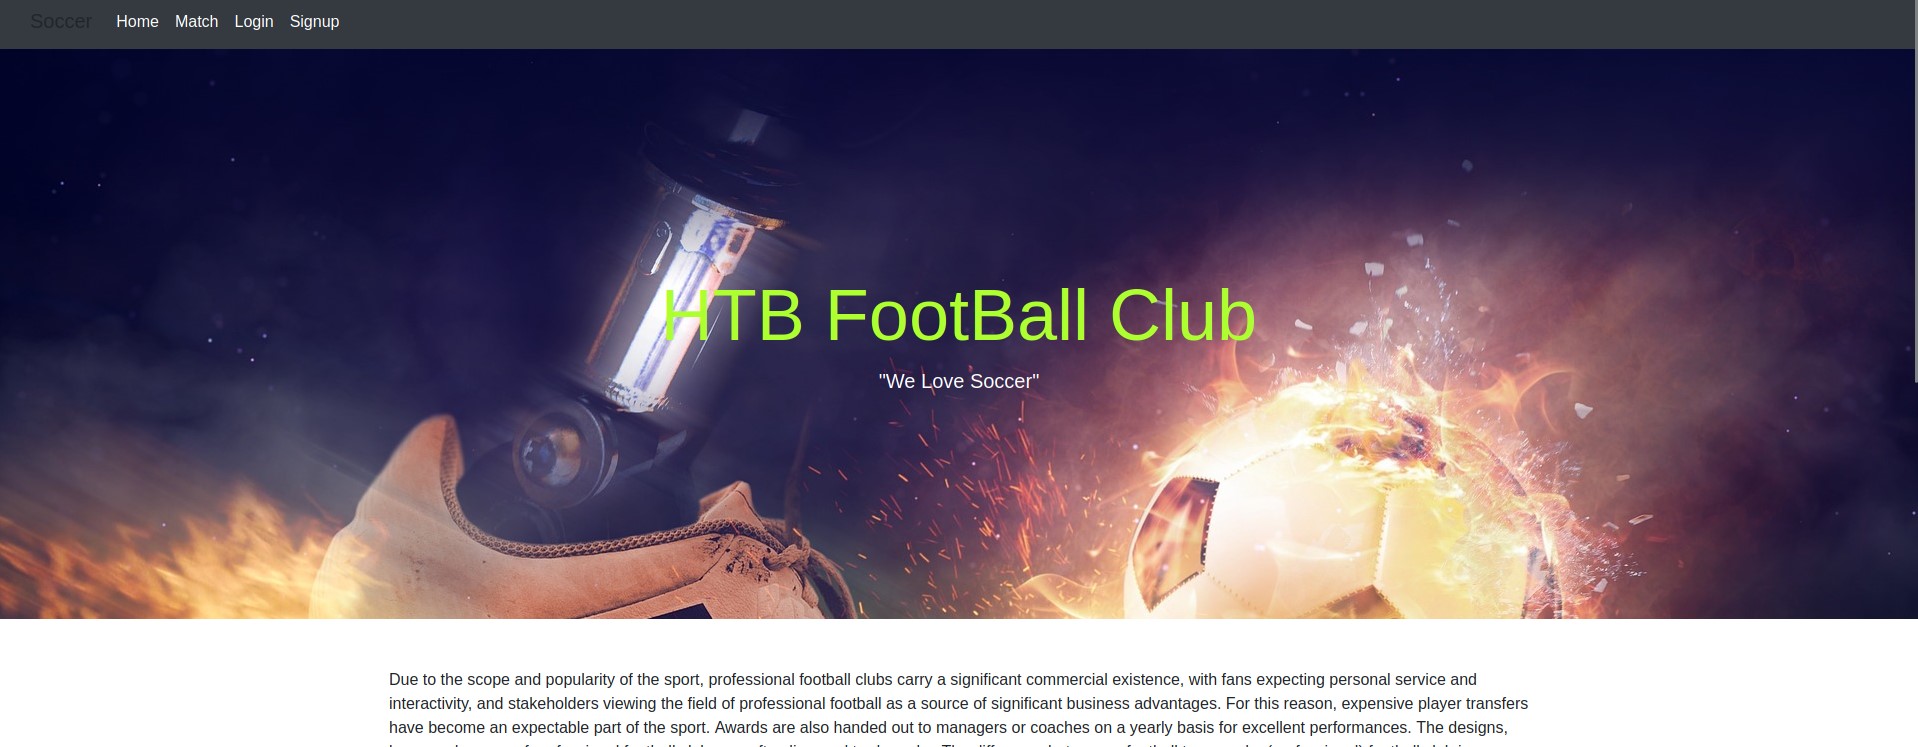 Soccer Home Match Login Signup
HTB FootBall Club
"We Love Soccer"
Due to the scope and popularity of the sport, professional football clubs carry a significant commercial existence, with fans expecting personal service and
interactivity, and stakeholders viewing the field of professional football as a source of significant business advantages. For this reason, expensive player transfers
have become an expectable part of the sport. Awards are also handed out to managers or coaches on a yearly basis for excellent performances. The designs,